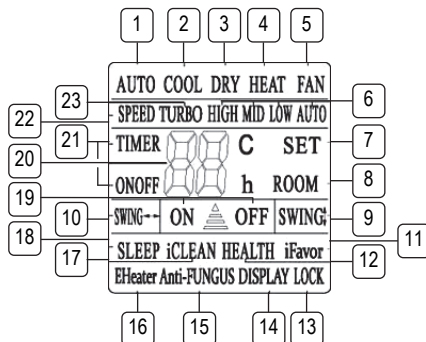 1 2 3 4 5
AUTO COOL DRY HEAT FAN
23 6
22 SPEED TURBO HIGH MID LOW AUTO
21 TIMER C SET 7
20 88
ONOFF h ROOM 8
19
10 SWING ON OFF SWING 9
18 11
SLEEP iCLEAN HEALTH iFavor
17 12
EHeater Anti-FUNGUS DISPLAY LOCK
16 15 14 13